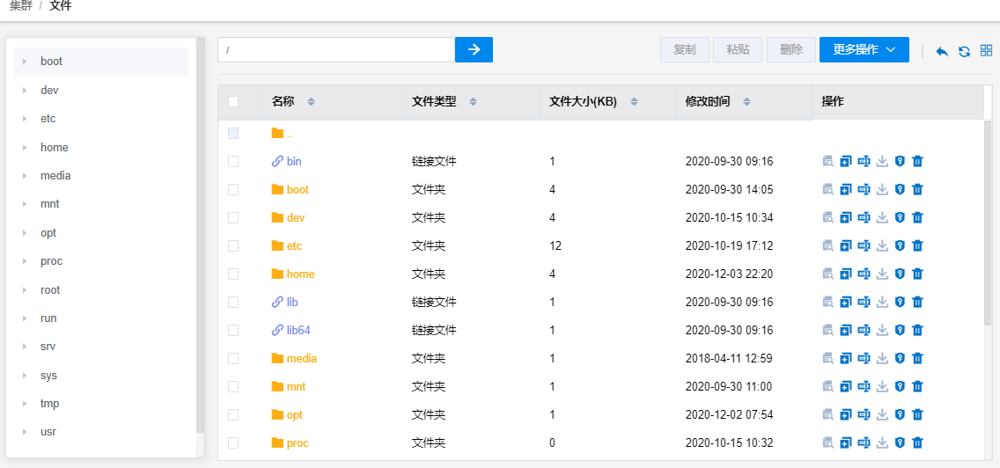 集群 / 文件
boot
dev
etc
home
media
mnt
opt
proc
root
run
srv
sys
tmp
usr
/
复制 粘贴 删除 更多操作
名称 文件类型 文件大小(KB) 修改时间 操作
..
bin 链接文件 1 2020-09-30 09:16
boot 文件夹 4 2020-09-30 14:05
dev 文件夹 4 2020-10-15 10:34
etc 文件夹 12 2020-10-19 17:12
home 文件夹 4 2020-12-03 22:20
lib 链接文件 1 2020-09-30 09:16
lib64 链接文件 1 2020-09-30 09:16
media 文件夹 1 2018-04-11 12:59
mnt 文件夹 1 2020-09-30 11:00
opt 文件夹 1 2020-12-02 07:54
proc 文件夹 0 2020-10-15 10:32